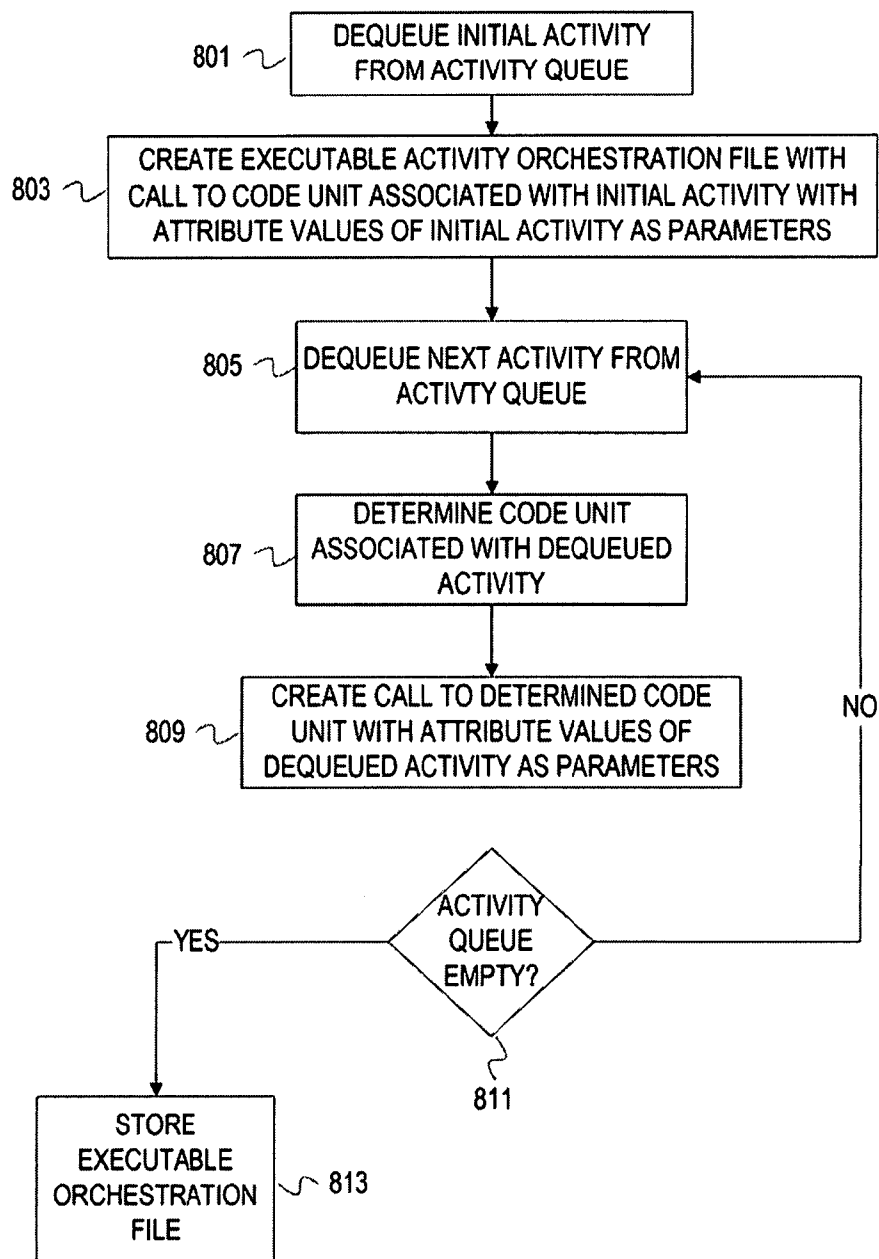 801
DEQUEUE INITIAL ACTIVITY
FROM ACTIVITY QUEUE
803
CREATE EXECUTABLE ACTIVITY ORCHESTRATION FILE WITH
CALL TO CODE UNIT ASSOCIATED WITH INITIAL ACTIVITY WITH
ATTRIBUTE VALUES OF INITIAL ACTIVITY AS PARAMETERS
805
DEQUEUE NEXT ACTIVITY FROM
ACTIVTY QUEUE
807
DETERMINE CODE UNIT
ASSOCIATED WITH DEQUEUED
ACTIVITY
809
CREATE CALL TO DETERMINED CODE
UNIT WITH ATTRIBUTE VALUES OF
DEQUEUED ACTIVITY AS PARAMETERS
NO
ACTIVITY
QUEUE
EMPTY?
YES
811
STORE
EXECUTABLE
ORCHESTRATION
FILE
813